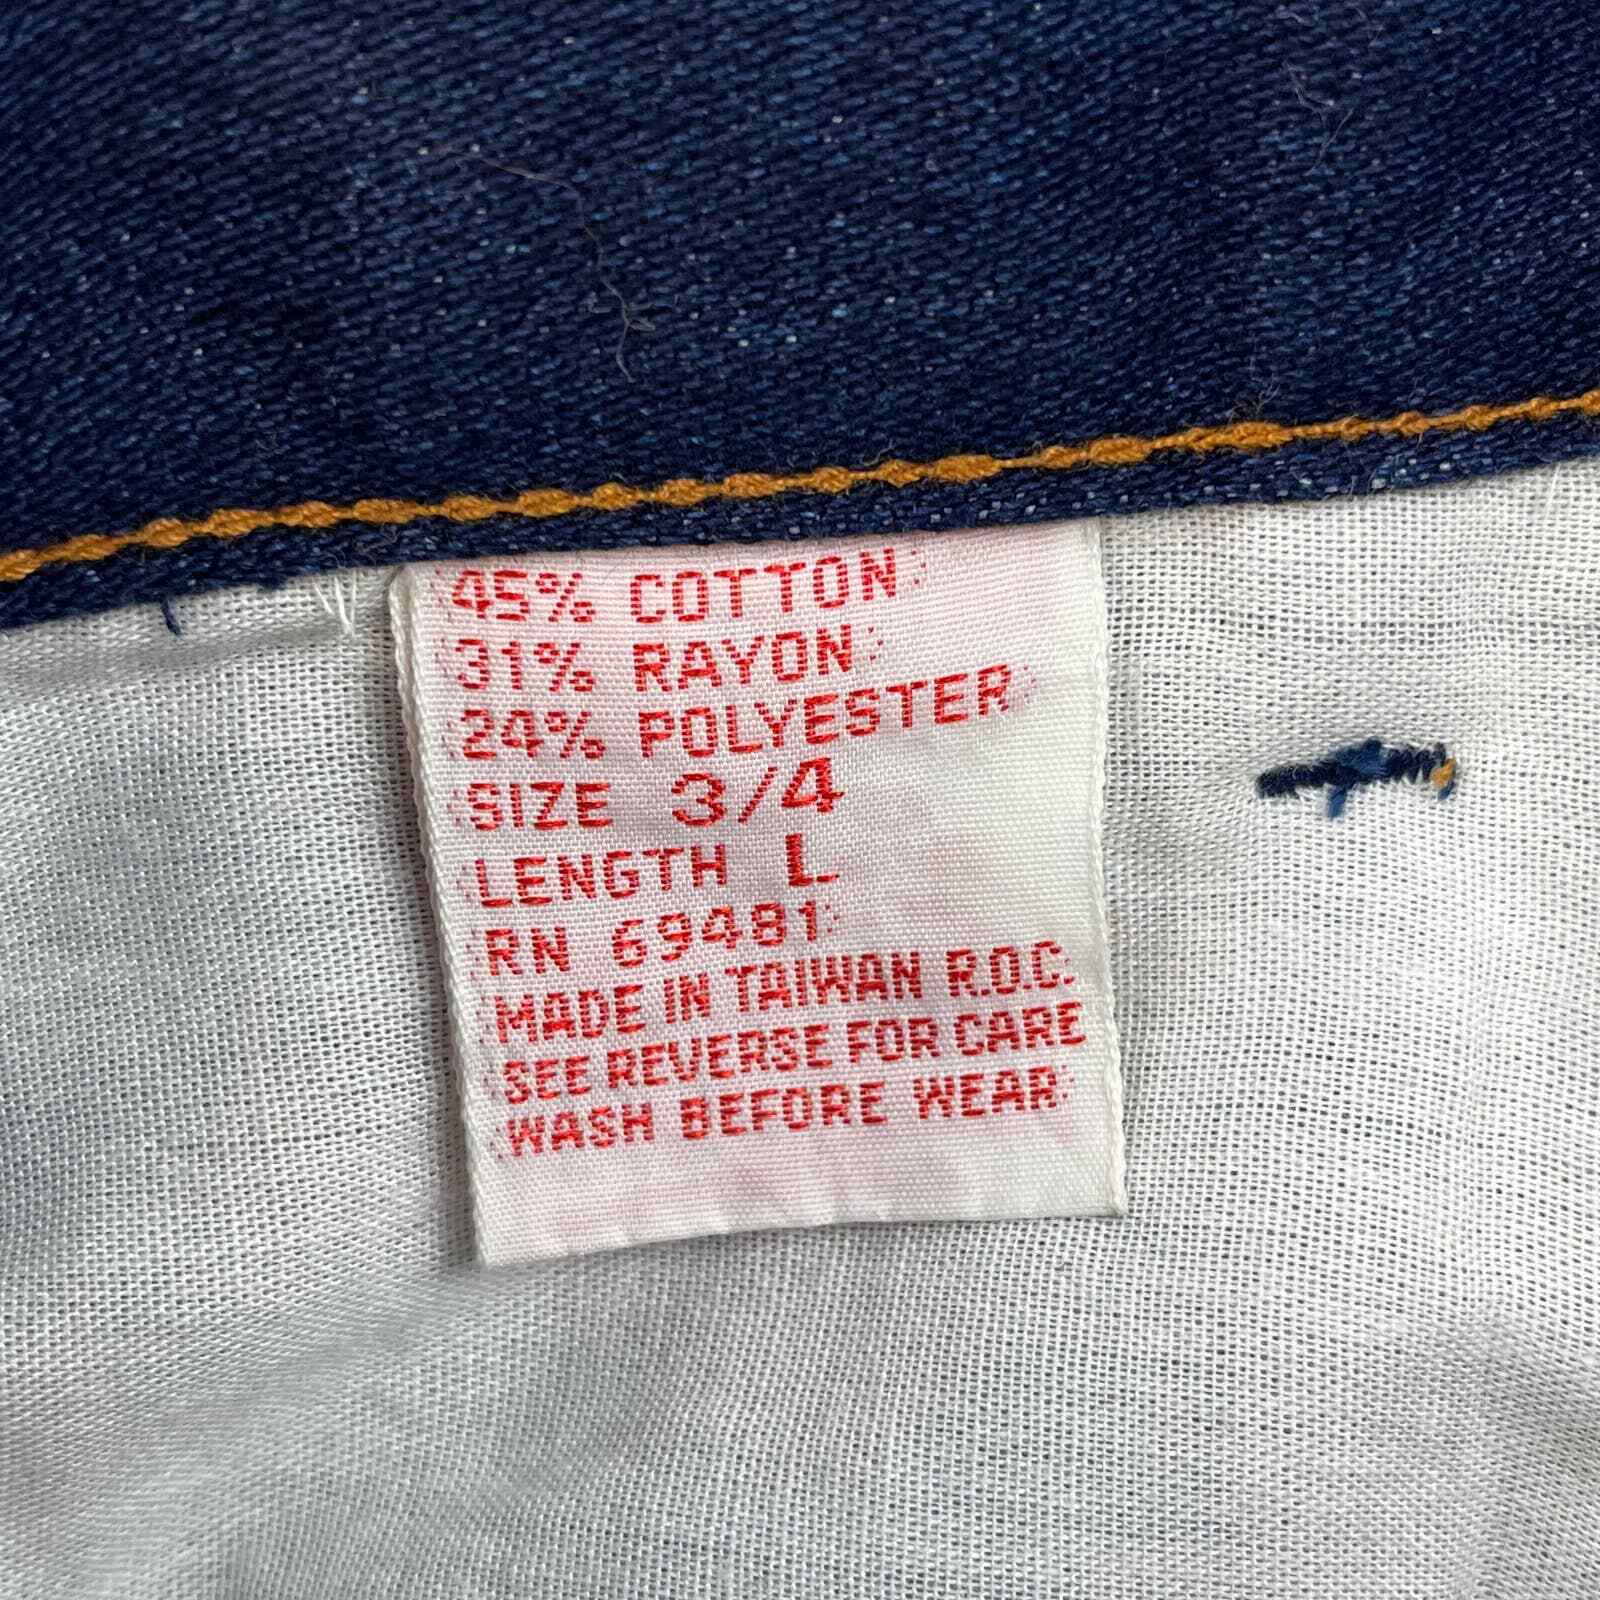 45% COTTON
31% RAYON
24% POLYESTER
SIZE 3/4
LENGTH L
RN 69481
MADE IN TAIWAN R.O.C.
SEE REVERSE FOR CARE
WASH BEFORE WEAR